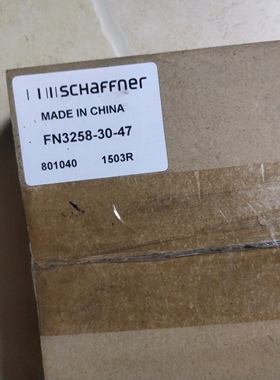 schaffner
MADE IN CHINA
FN3258-30-47
801040 1503R